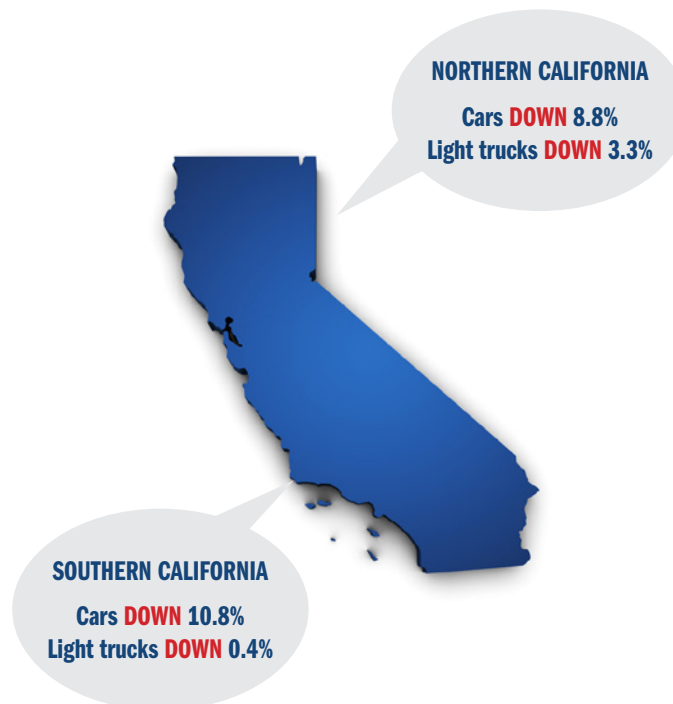 NORTHERN CALIFORNIA
Cars DOWN 8.8%
Light trucks DOWN 3.3%
SOUTHERN CALIFORNIA
Cars DOWN 10.8%
Light trucks DOWN 0.4%